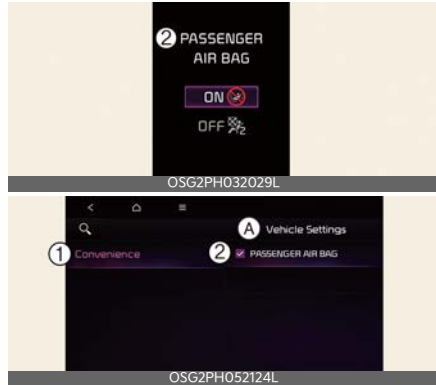 2 PASSENGER
AIR BAG
ON
OFF
OSG2PH032029L
A Vehicle Settings
1 Convenience
2 PASSENGER AIR BAG
OSG2PH052124L